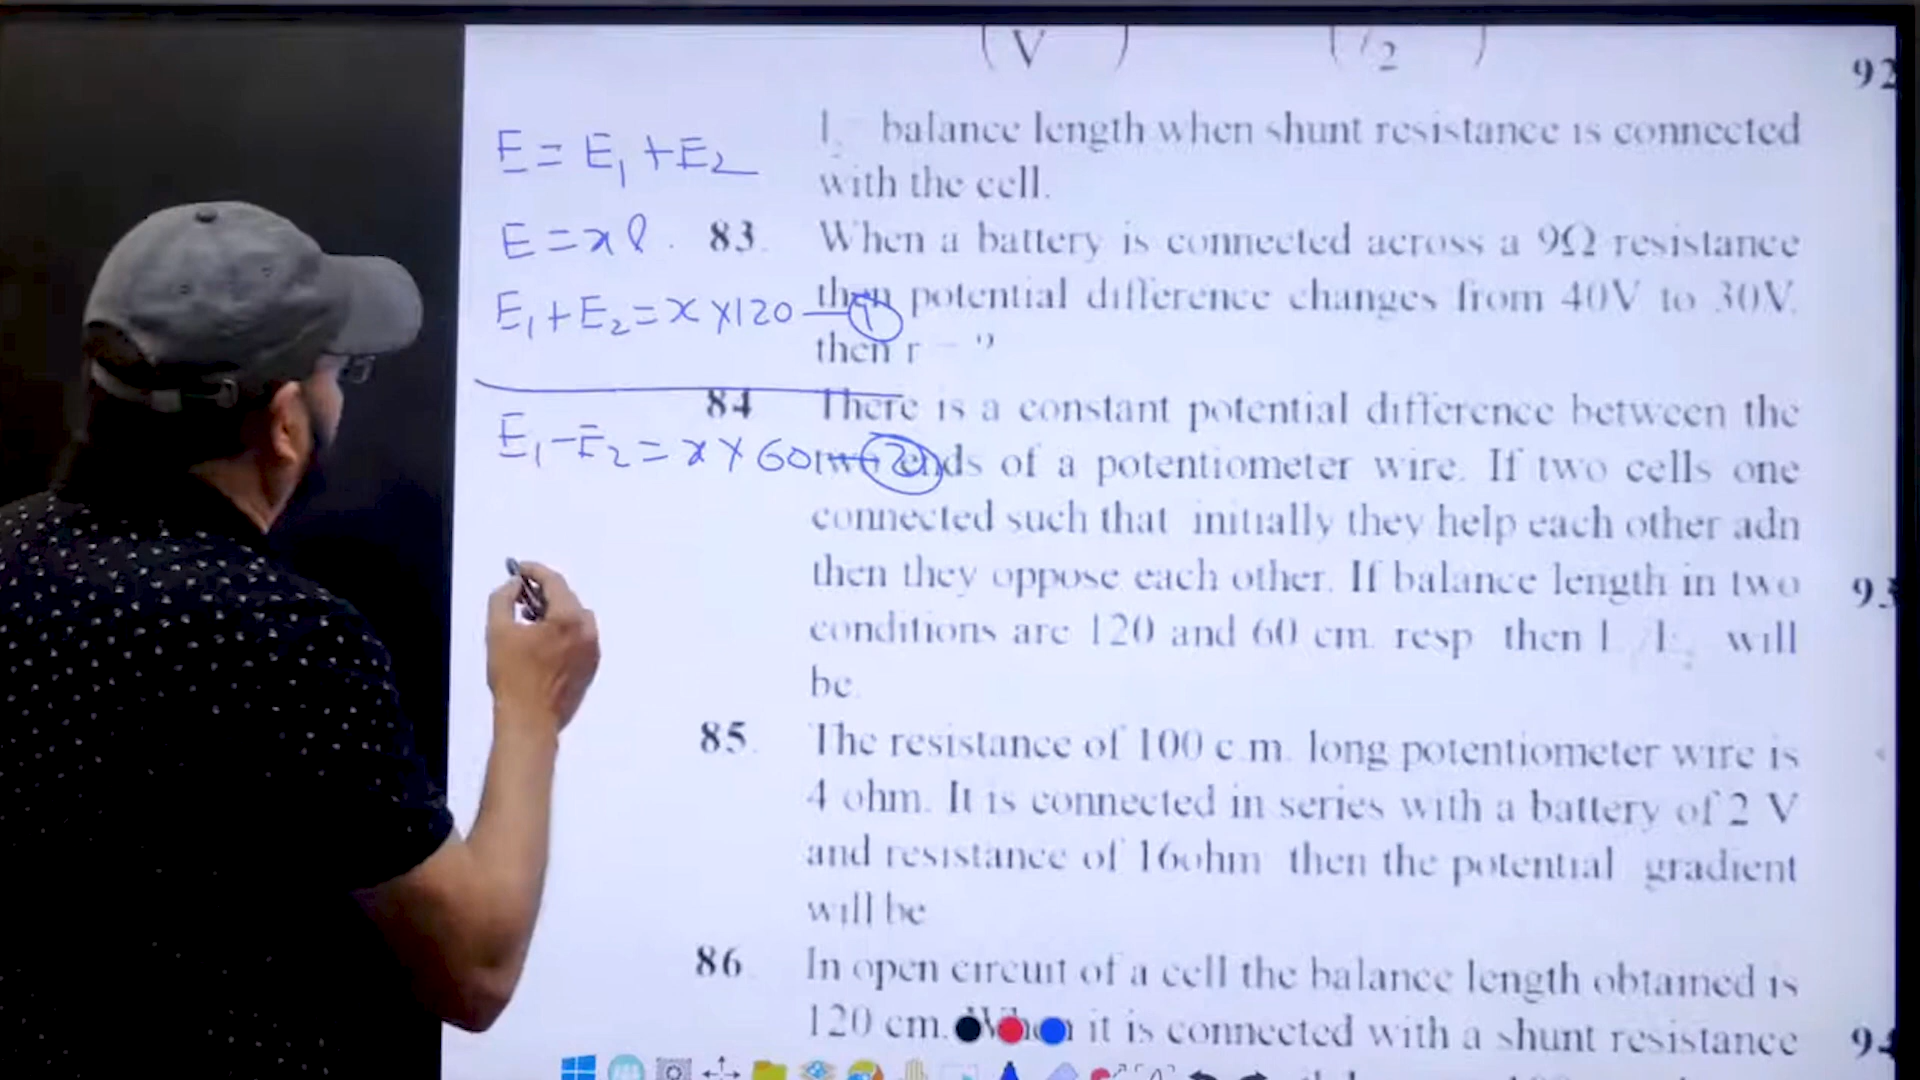 V
/2
92
E = E₁ + E₂
balance length when shunt resistance is connected
with the cell.
E = xl .
83. When a battery is connected across a 9Ω resistance
E₁ + E₂ = x × 120 — ①
then potential difference changes from 40V to 30V.
then r = ?
84 There is a constant potential difference between the
E₁ - E₂ = x × 60 — ②
two ends of a potentiometer wire. If two cells one
connected such that initially they help each other adn
then they oppose each other. If balance length in two
93
conditions are 120 and 60 cm. resp then will
be
85. The resistance of 100 c.m. long potentiometer wire is
4 ohm. It is connected in series with a battery of 2 V
and resistance of 16ohm then the potential gradient
will be
86 In open circuit of a cell the balance length obtained is
120 cm. When it is connected with a shunt resistance
94